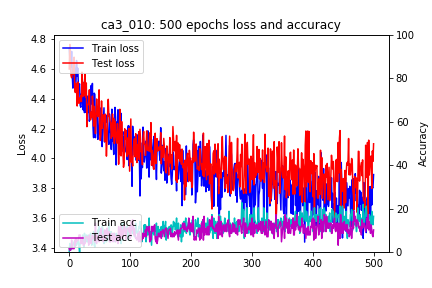 ca3_010: 500 epochs loss and accuracy
4.8
4.6
4.4
4.2
4.0
3.8
3.6
3.4
Loss
Train loss
Test loss
Train acc
Test acc
100
80
60
40
20
0
Accuracy
0
100
200
300
400
500